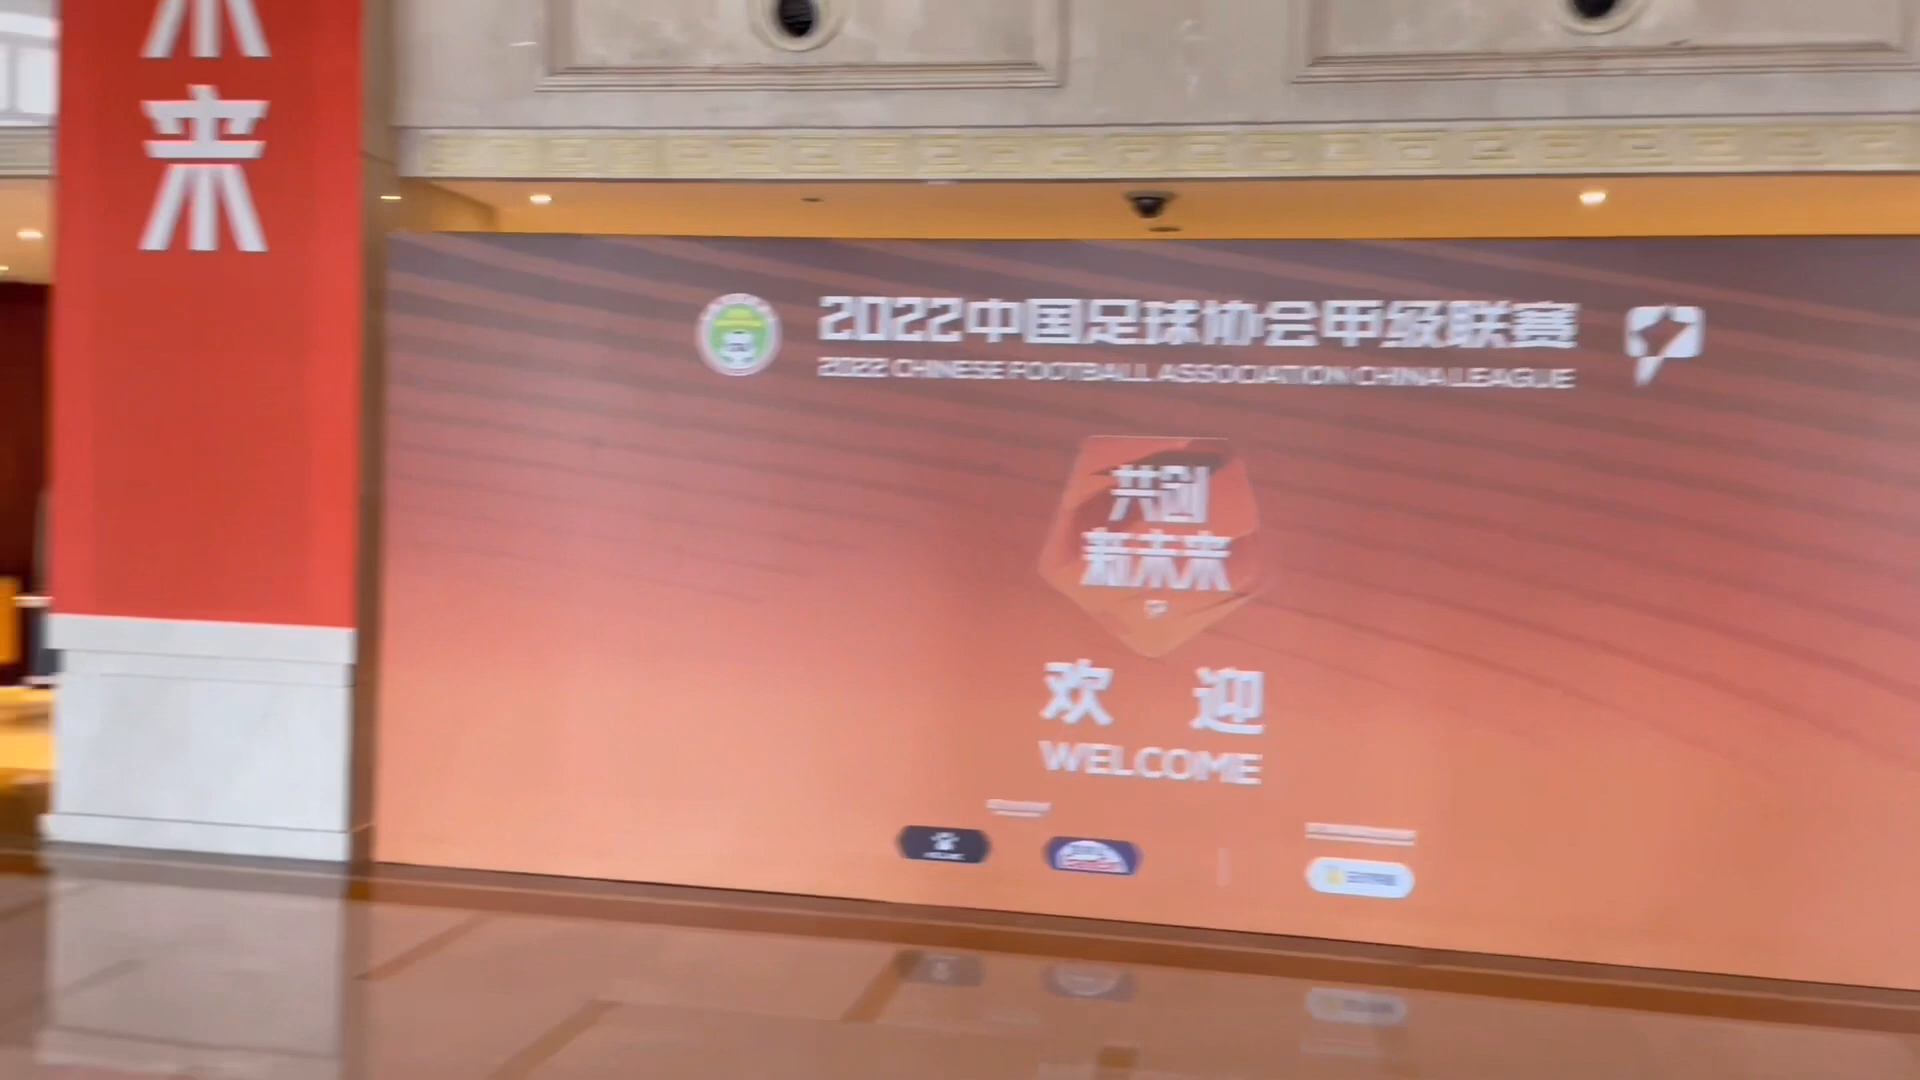 未
来
2022中国足球协会甲级联赛
2022 CHINESE FOOTBALL ASSOCIATION CHINA LEAGUE
共创
新未来
欢 迎
WELCOME